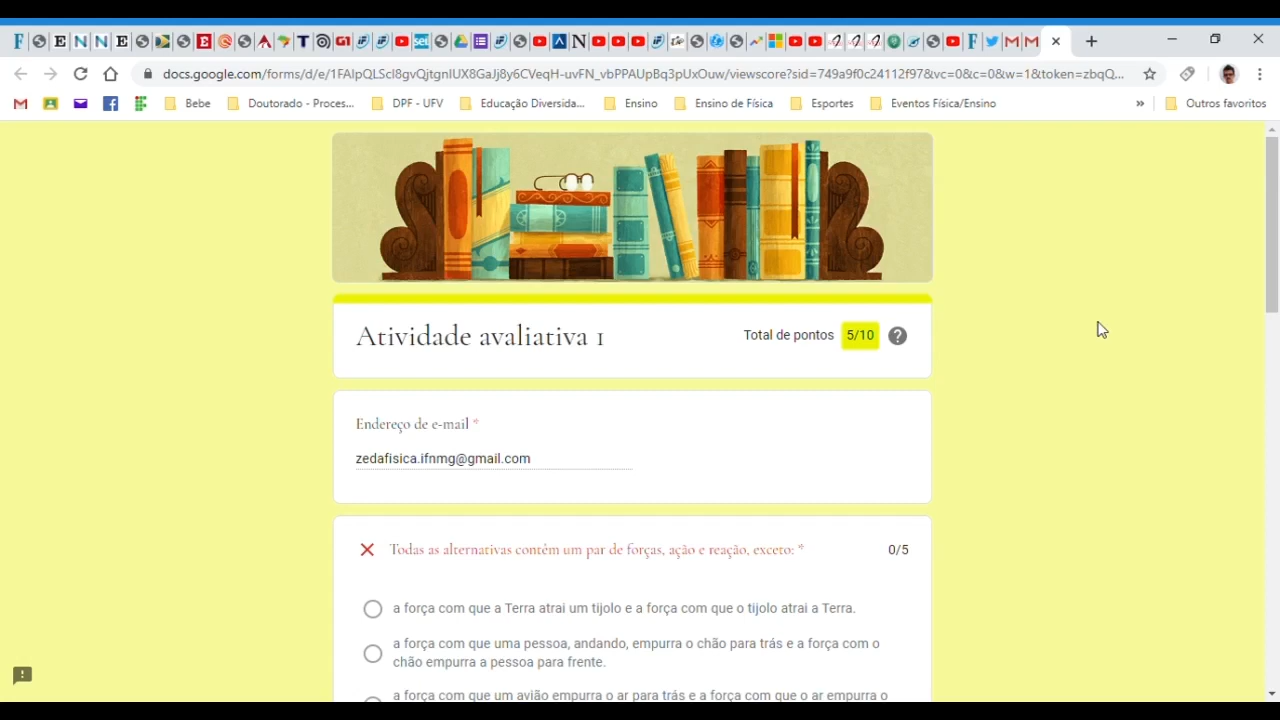 docs.google.com/forms/d/e/1FAIpQLScI8gvQjtgnIUX8GaJj8y6CVeqH-uvFN_vbPPAUpBq3pUxOuw/viewscore?sid=749a9f0c24112f97&vc=0&c=0&w=1&token=zbqQ...
Bebe Doutorado - Proces... DPF - UFV Educação Diversida... Ensino Ensino de Física Esportes Eventos Física/Ensino » Outros favoritos
Atividade avaliativa 1 Total de pontos 5/10 ?
Endereço de e-mail *
zedafisica.ifnmg@gmail.com
Todas as alternativas contêm um par de forças, ação e reação, exceto: * 0/5
a força com que a Terra atrai um tijolo e a força com que o tijolo atrai a Terra.
a força com que uma pessoa, andando, empurra o chão para trás e a força com o
chão empurra a pessoa para frente.
a força com que um avião empurra o ar para trás e a força com que o ar empurra o